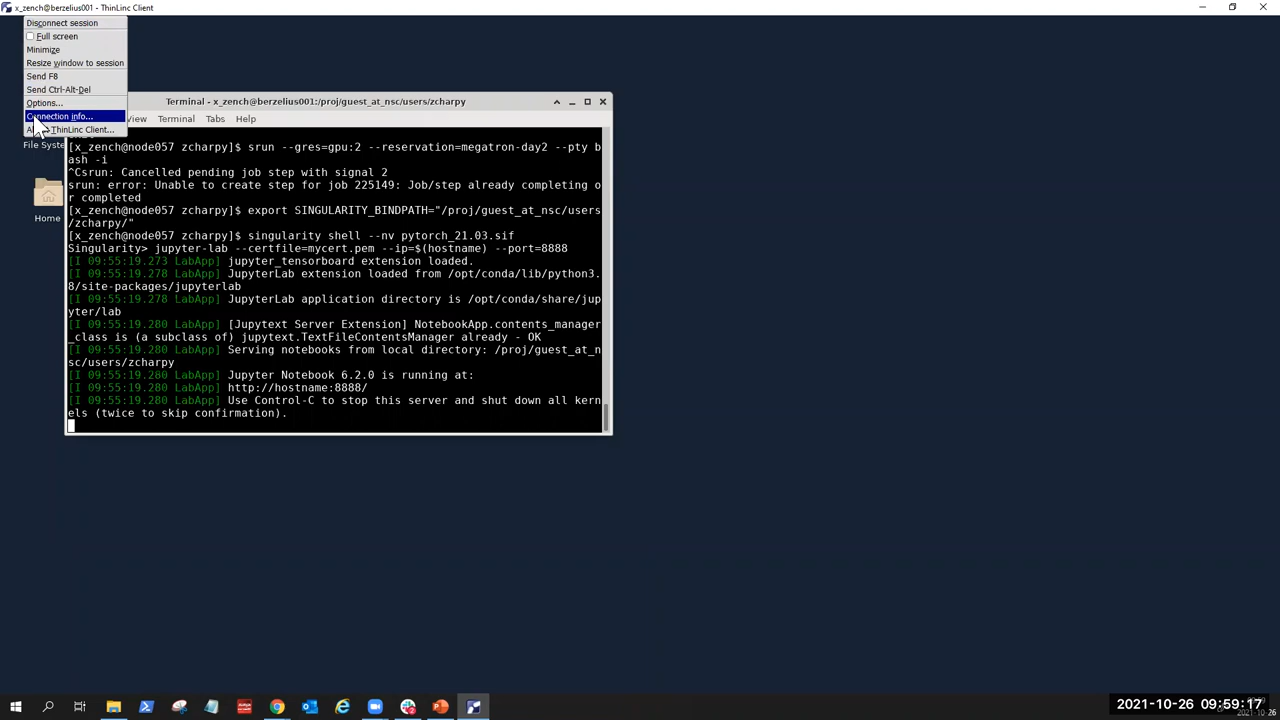 x_zench@berzelius001 - ThinLinc Client
Disconnect session
Full screen
Minimize
Resize window to session
Send F8
Send Ctrl-Alt-Del
Options...
Connection info...
ThinLinc Client...
File Syste
Home
Terminal - x_zench@berzelius001:/proj/guest_at_nsc/users/zcharpy
View Terminal Tabs Help
[x_zench@node057 zcharpy]$ srun --gres=gpu:2 --reservation=megatron-day2 --pty b
ash -i
^Csrun: Cancelled pending job step with signal 2
srun: error: Unable to create step for job 225149: Job/step already completing o
r completed
[x_zench@node057 zcharpy]$ export SINGULARITY_BINDPATH="/proj/guest_at_nsc/users
/zcharpy/"
[x_zench@node057 zcharpy]$ singularity shell --nv pytorch_21.03.sif
Singularity> jupyter-lab --certfile=mycert.pem --ip=$(hostname) --port=8888
[I 09:55:19.273 LabApp] jupyter_tensorboard extension loaded.
[I 09:55:19.278 LabApp] JupyterLab extension loaded from /opt/conda/lib/python3.
8/site-packages/jupyterlab
[I 09:55:19.278 LabApp] JupyterLab application directory is /opt/conda/share/jup
yter/lab
[I 09:55:19.280 LabApp] [Jupytext Server Extension] NotebookApp.contents_manager
_class is (a subclass of) jupytext.TextFileContentsManager already - OK
[I 09:55:19.280 LabApp] Serving notebooks from local directory: /proj/guest_at_n
sc/users/zcharpy
[I 09:55:19.280 LabApp] Jupyter Notebook 6.2.0 is running at:
[I 09:55:19.280 LabApp] http://hostname:8888/
[I 09:55:19.280 LabApp] Use Control-C to stop this server and shut down all kern
els (twice to skip confirmation).
2021-10-26 09:59:17